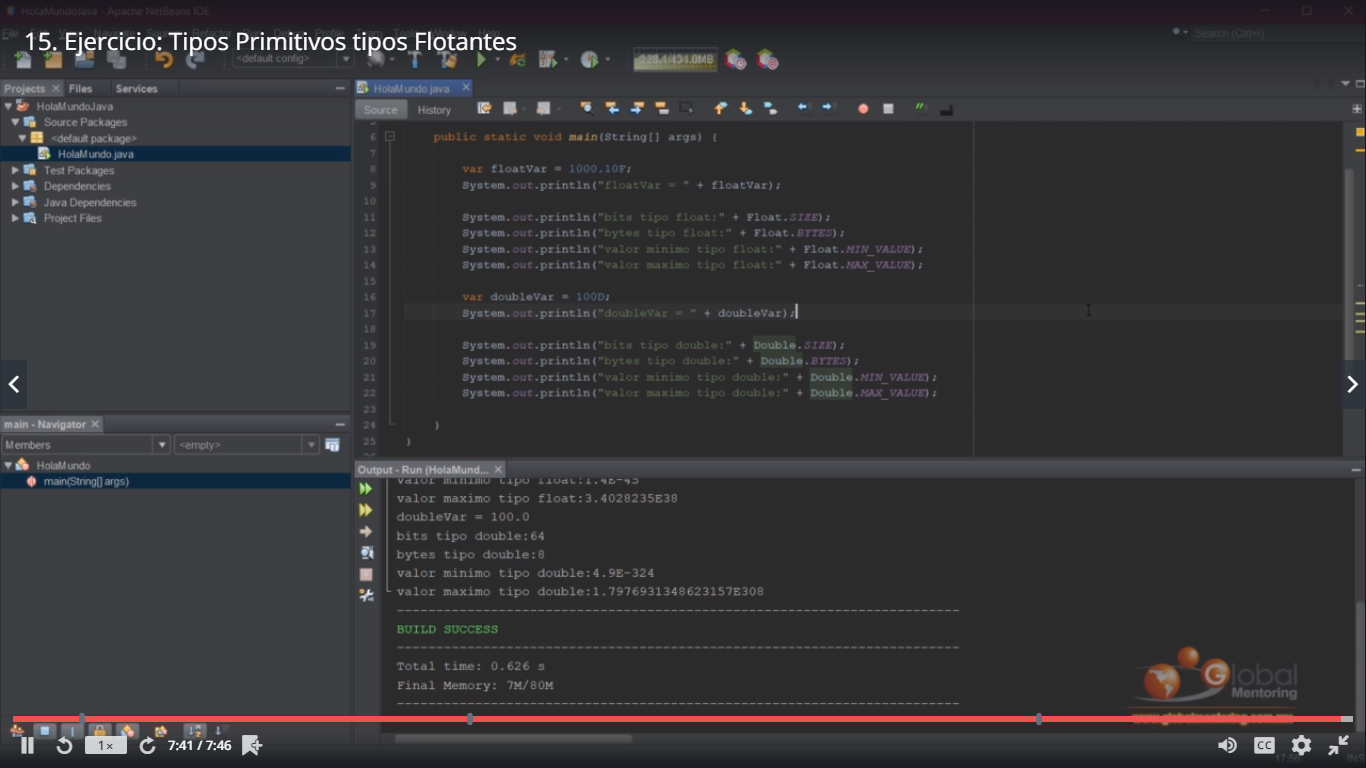 HolaMundoJava - Apache NetBeans IDE
15. Ejercicio: Tipos Primitivos tipos Flotantes
Search (Ctrl+I)
<default config>
228,4/434,0MB
Projects
Files
Services
HolaMundoJava
Source Packages
<default package>
HolaMundo.java
Test Packages
Dependencies
Java Dependencies
Project Files
HolaMundo.java
Source
History
6 public static void main(String[] args) {
7
8 var floatVar = 1000.10F;
9 System.out.println("floatVar = " + floatVar);
10
11 System.out.println("bits tipo float:" + Float.SIZE);
12 System.out.println("bytes tipo float:" + Float.BYTES);
13 System.out.println("valor minimo tipo float:" + Float.MIN_VALUE);
14 System.out.println("valor maximo tipo float:" + Float.MAX_VALUE);
15
16 var doubleVar = 100D;
17 System.out.println("doubleVar = " + doubleVar);
18
19 System.out.println("bits tipo double:" + Double.SIZE);
20 System.out.println("bytes tipo double:" + Double.BYTES);
21 System.out.println("valor minimo tipo double:" + Double.MIN_VALUE);
22 System.out.println("valor maximo tipo double:" + Double.MAX_VALUE);
23
24 }
25 }
main - Navigator
Members
<empty>
HolaMundo
main(String[] args)
Output - Run (HolaMund...
valor minimo tipo float:1.4E-45
valor maximo tipo float:3.4028235E38
doubleVar = 100.0
bits tipo double:64
bytes tipo double:8
valor minimo tipo double:4.9E-324
valor maximo tipo double:1.7976931348623157E308
------------------------------------------------------------------------
BUILD SUCCESS
------------------------------------------------------------------------
Total time: 0.626 s
Final Memory: 7M/80M
------------------------------------------------------------------------
Global
Mentoring
www.globalmentoring.com.mx
1×
7:41 / 7:46
CC
17:50
INS